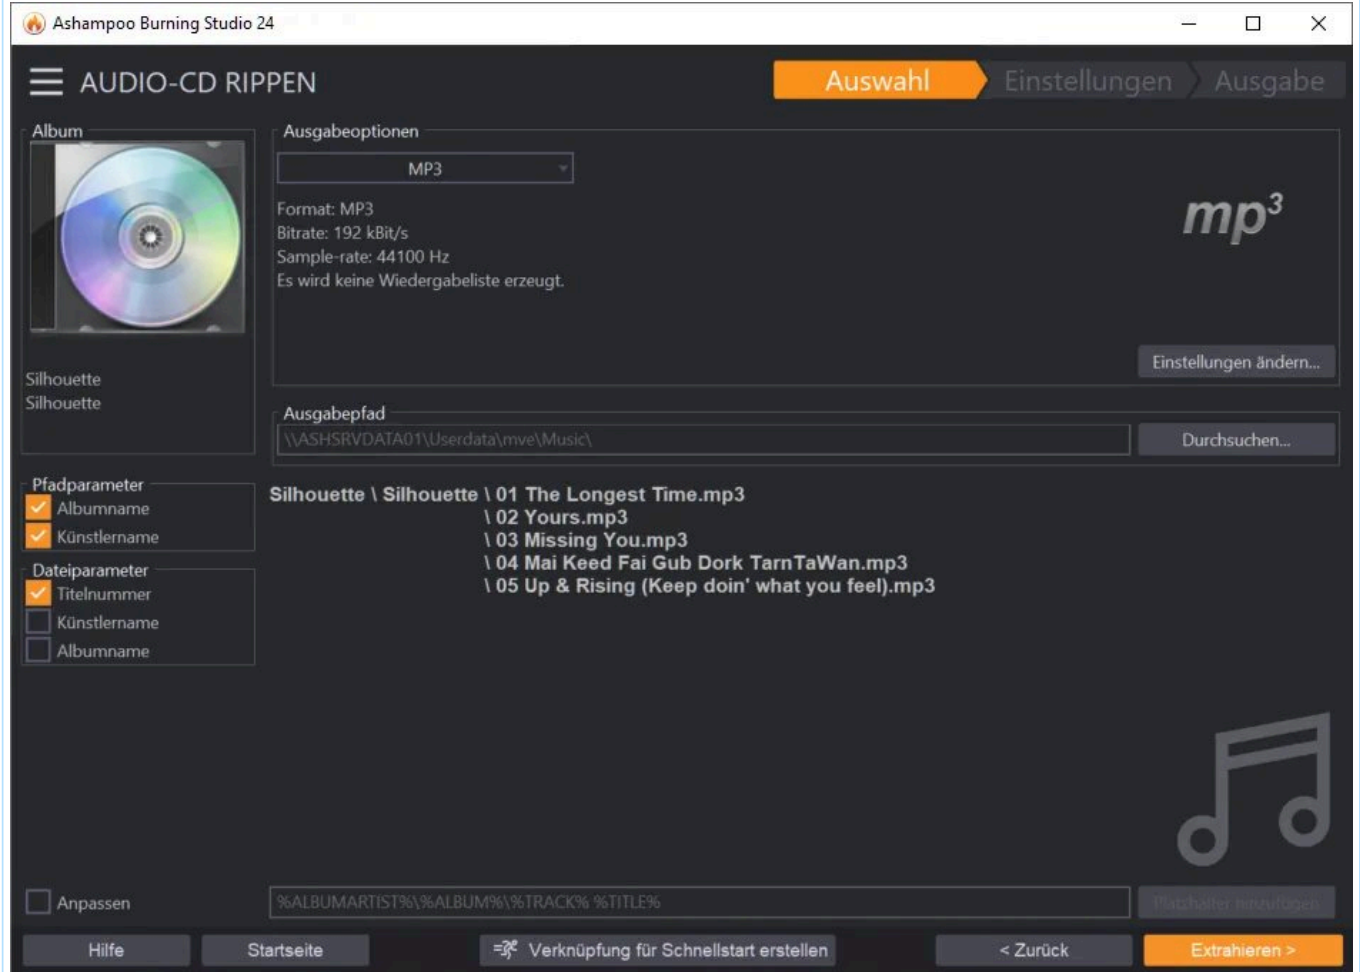 Ashampoo Burning Studio 24
AUDIO-CD RIPPEN
Auswahl
Einstellungen
Ausgabe
Album
Silhouette
Silhouette
Ausgabeoptionen
MP3
Format: MP3
Bitrate: 192 kBit/s
Sample-rate: 44100 Hz
Es wird keine Wiedergabeliste erzeugt.
mp3
Einstellungen ändern...
Ausgabepfad
\\ASHSRVDATA01\Userdata\mve\Music\
Durchsuchen...
Pfadparameter
Albumname
Künstlername
Dateiparameter
Titelnummer
Künstlername
Albumname
Silhouette \ Silhouette \ 01 The Longest Time.mp3
\ 02 Yours.mp3
\ 03 Missing You.mp3
\ 04 Mai Keed Fai Gub Dork TarnTaWan.mp3
\ 05 Up & Rising (Keep doin' what you feel).mp3
Anpassen
%ALBUMARTIST%\%ALBUM%\%TRACK% %TITLE%
Platzhalter hinzufügen
Hilfe
Startseite
Verknüpfung für Schnellstart erstellen
< Zurück
Extrahieren >